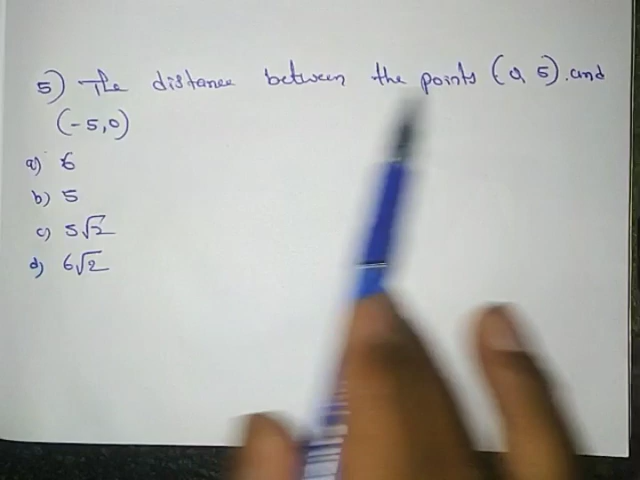 5) The distance between the points (0, 5) and
(-5,0)
a) 6
b) 5
c) 5√2
d) 6√2